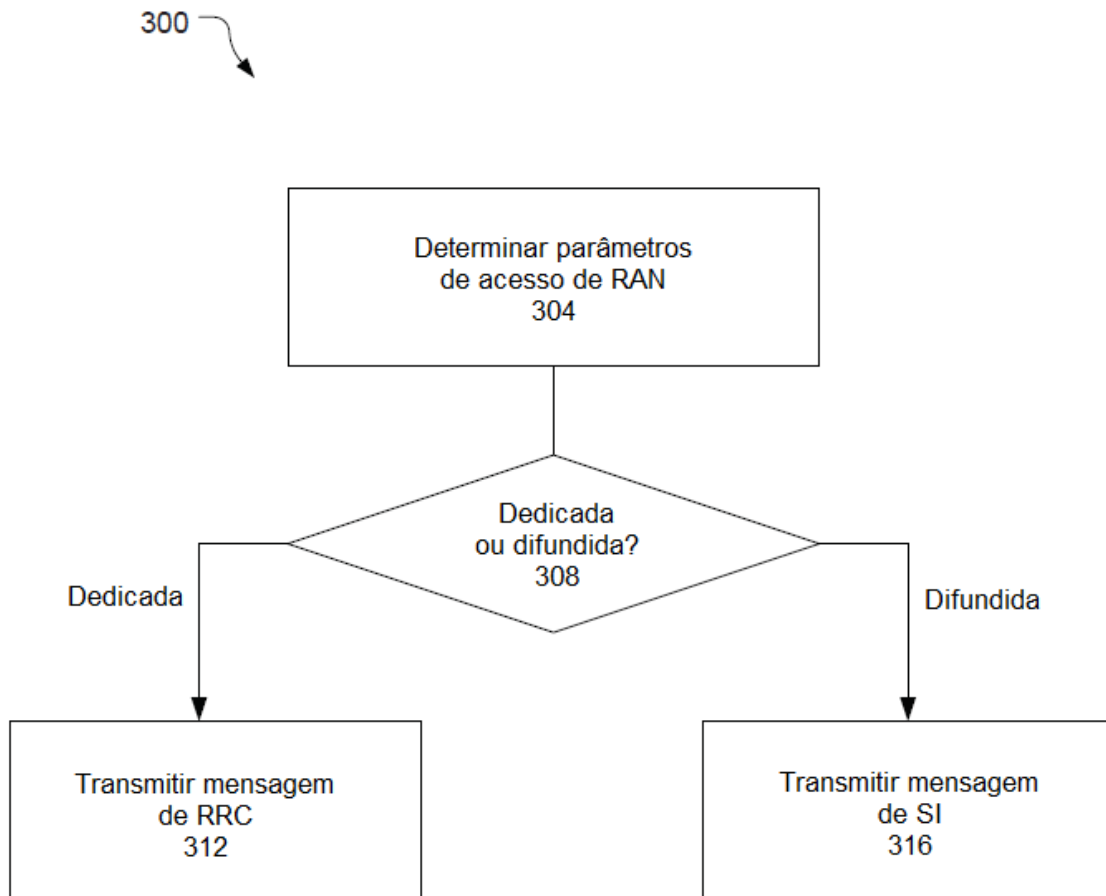 300
Determinar parâmetros
de acesso de RAN
304
Dedicada
ou difundida?
308
Dedicada
Difundida
Transmitir mensagem
de RRC
312
Transmitir mensagem
de SI
316